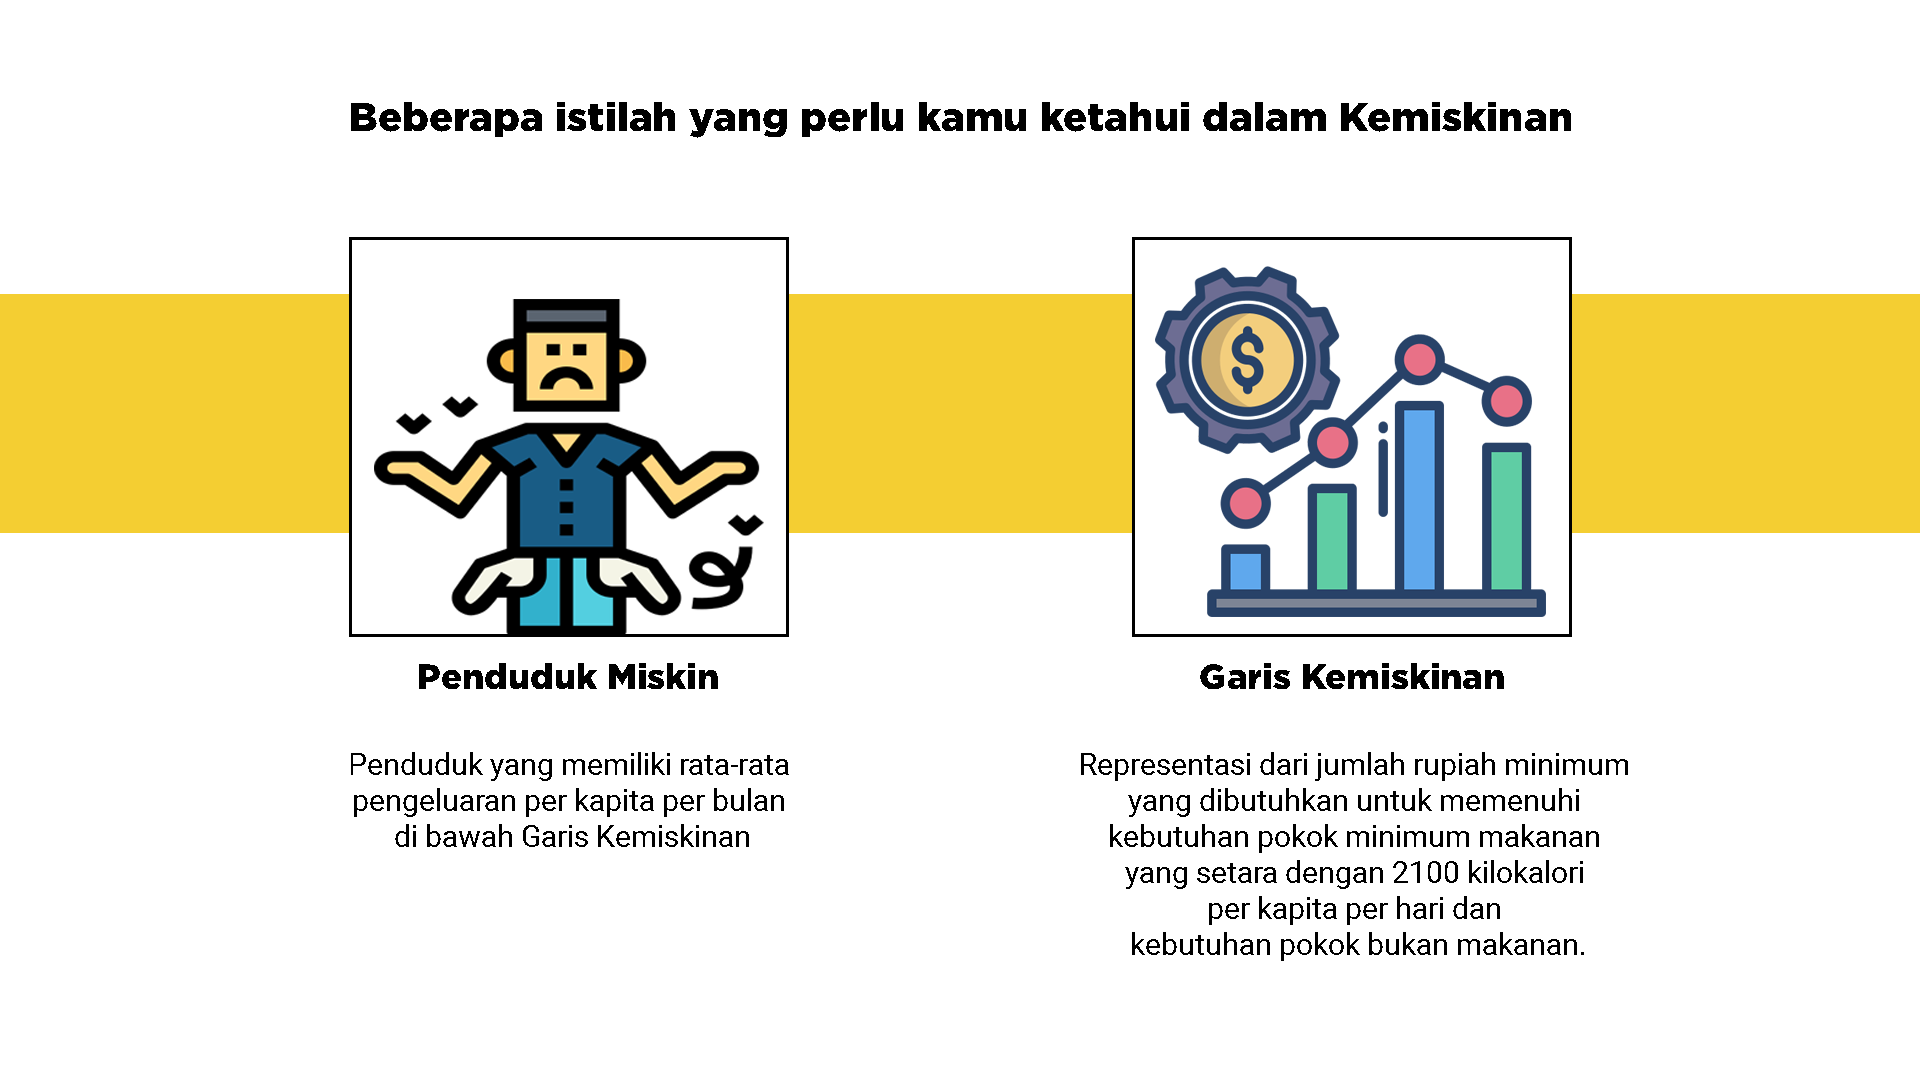 Beberapa istilah yang perlu kamu ketahui dalam Kemiskinan
$
Penduduk Miskin
Penduduk yang memiliki rata-rata
pengeluaran per kapita per bulan
di bawah Garis Kemiskinan
Garis Kemiskinan
Representasi dari jumlah rupiah minimum
yang dibutuhkan untuk memenuhi
kebutuhan pokok minimum makanan
yang setara dengan 2100 kilokalori
per kapita per hari dan
kebutuhan pokok bukan makanan.